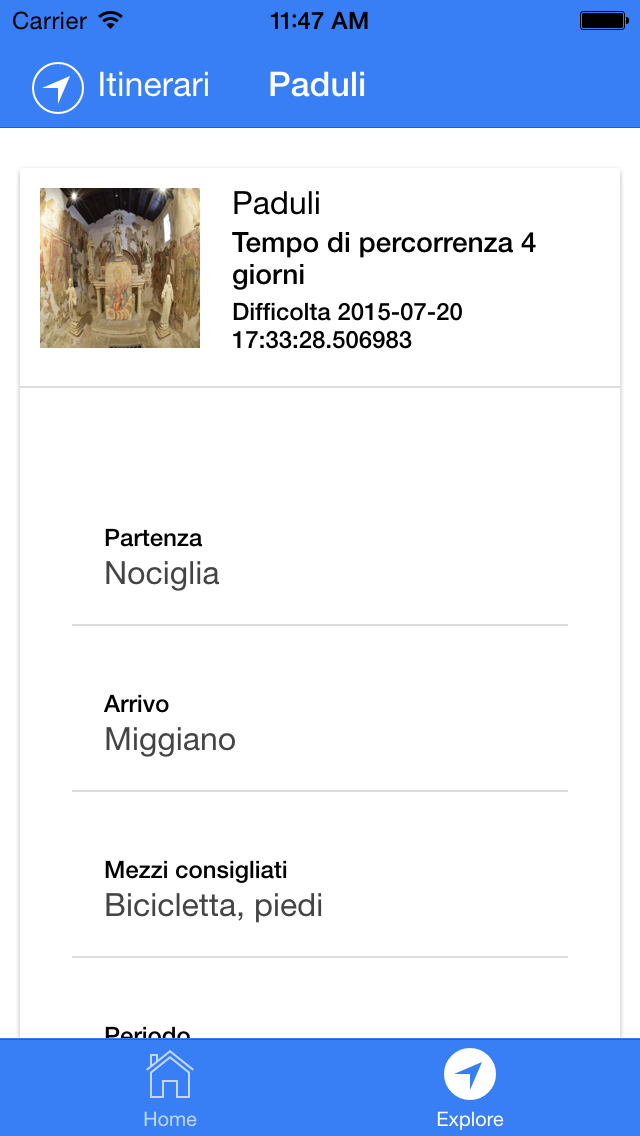 Carrier 11:47 AM
Itinerari Paduli
Paduli
Tempo di percorrenza 4
giorni
Difficolta 2015-07-20
17:33:28.506983
Partenza
Nociglia
Arrivo
Miggiano
Mezzi consigliati
Bicicletta, piedi
Periodo
Home Explore